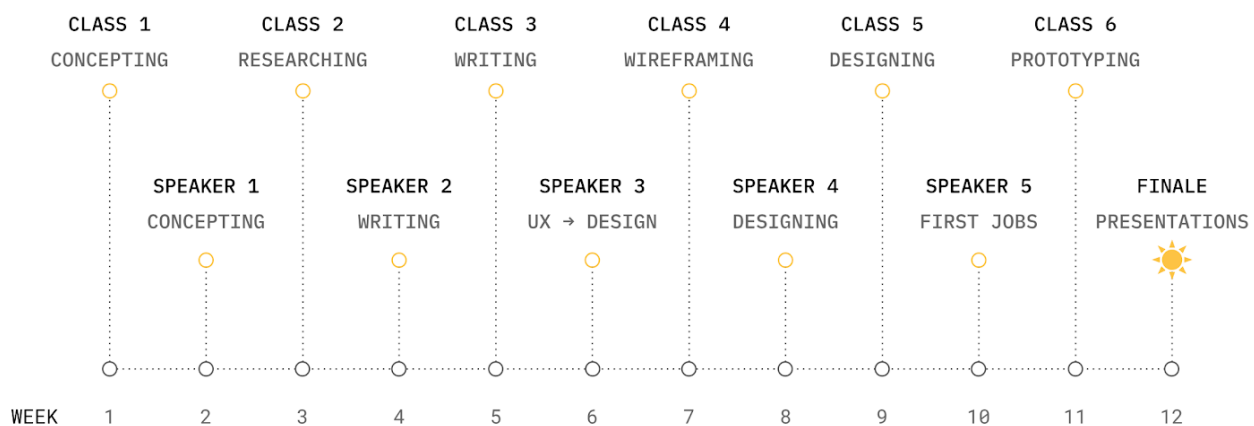 CLASS 1 CLASS 2 CLASS 3 CLASS 4 CLASS 5 CLASS 6
CONCEPTING RESEARCHING WRITING WIREFRAMING DESIGNING PROTOTYPING
SPEAKER 1 SPEAKER 2 SPEAKER 3 SPEAKER 4 SPEAKER 5 FINALE
CONCEPTING WRITING UX → DESIGN DESIGNING FIRST JOBS PRESENTATIONS
WEEK 1 2 3 4 5 6 7 8 9 10 11 12